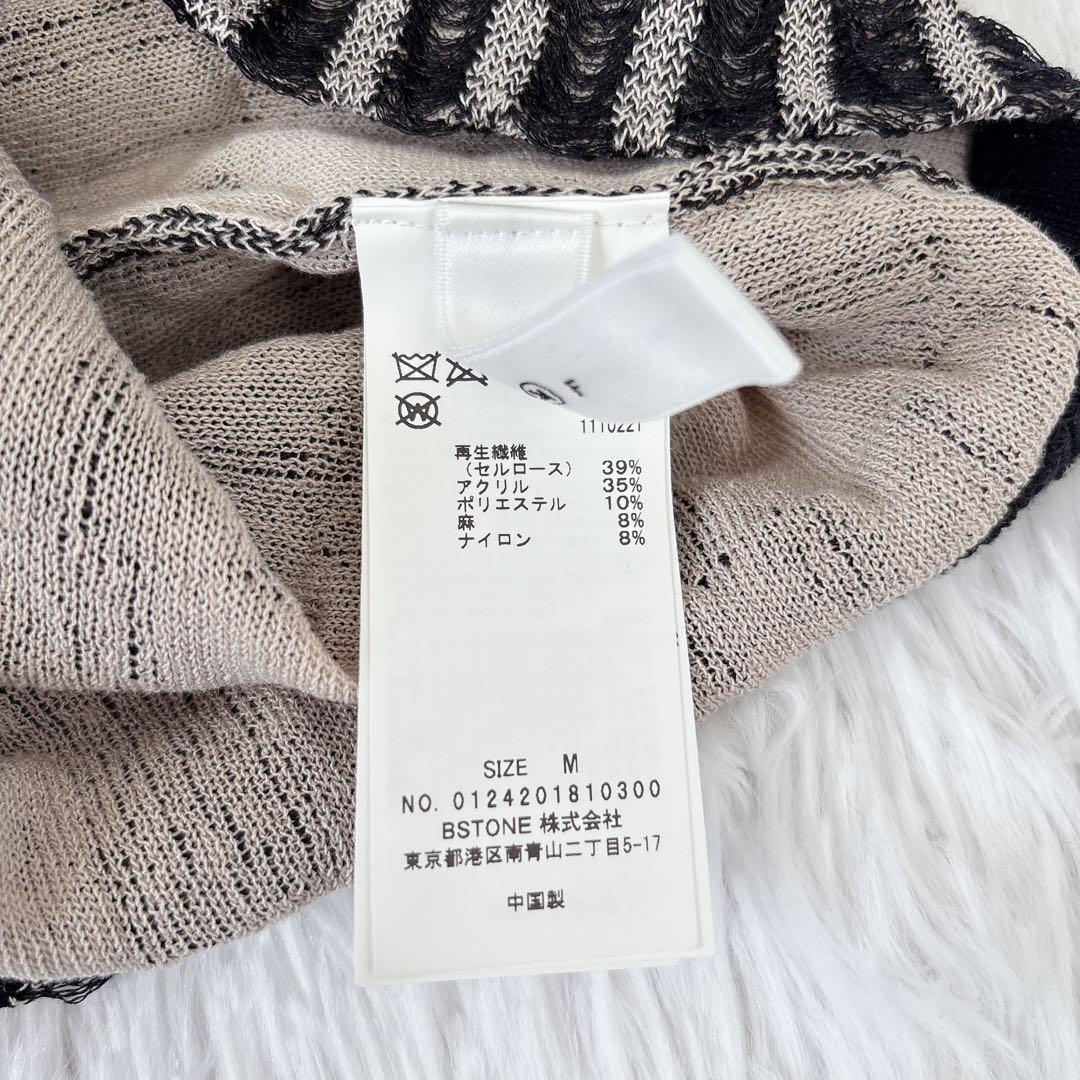 W
F
1110221
再生繊維
（セルロース） 39%
アクリル 35%
ポリエステル 10%
麻 8%
ナイロン 8%
SIZE M
NO. 0124201810300
BSTONE 株式会社
東京都港区南青山二丁目5-17
中国製